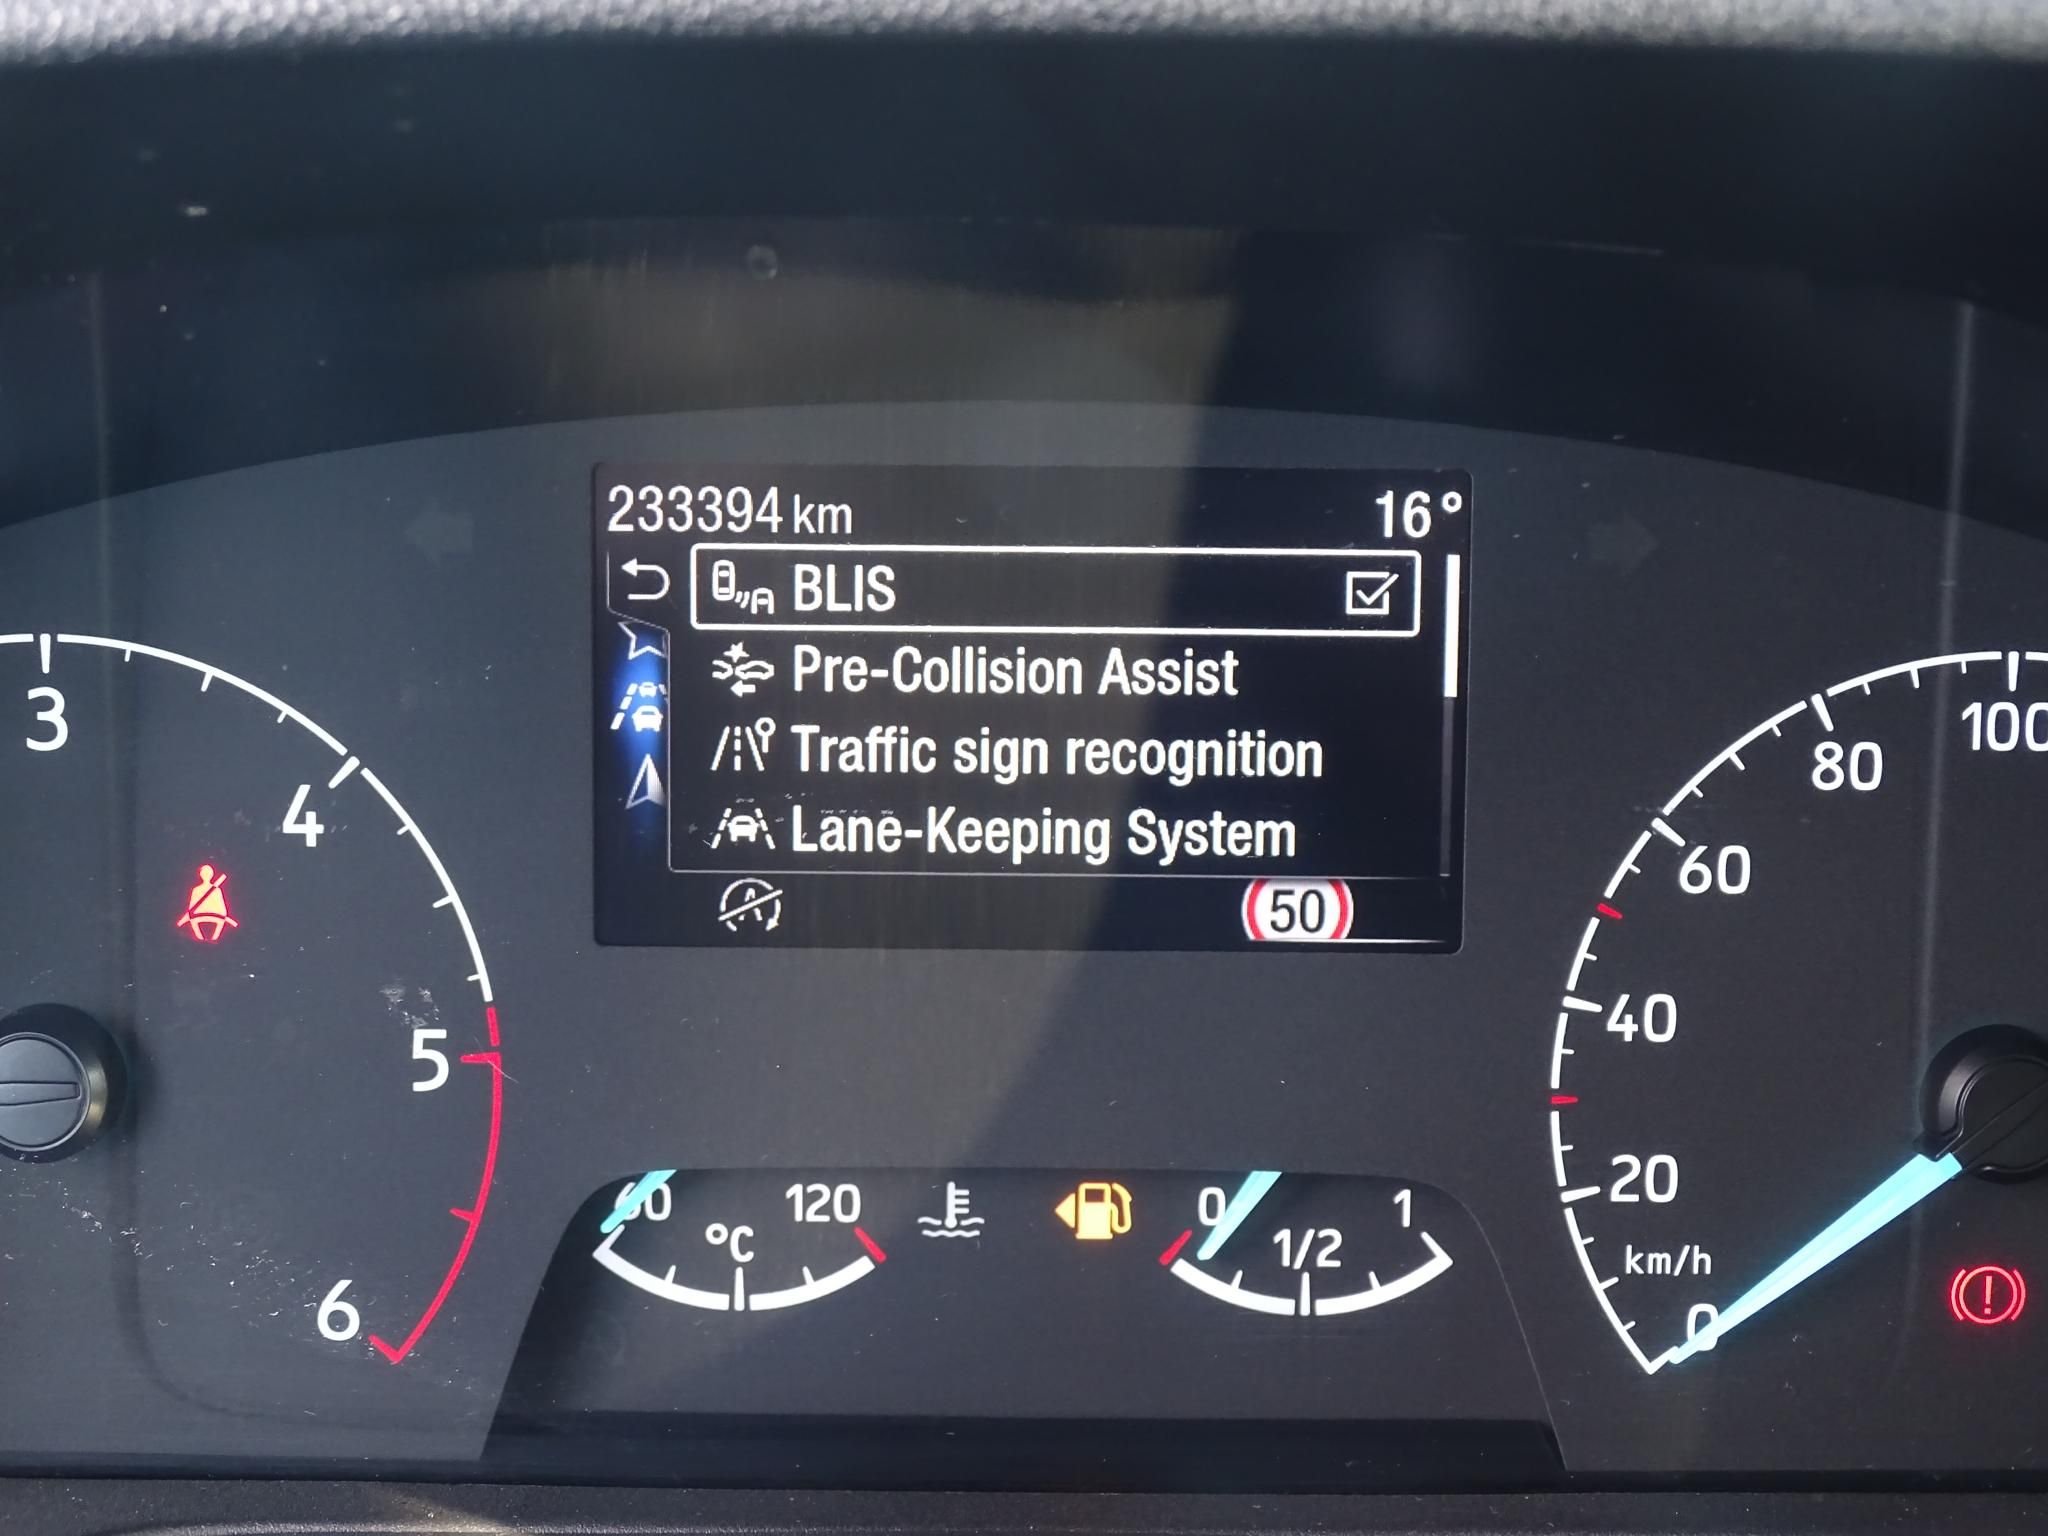 233394 km 16°
BLIS
Pre-Collision Assist
Traffic sign recognition
Lane-Keeping System
A 50
3
4
5
6
60 120
°C
0 1
1/2
100
80
60
40
20
km/h
0